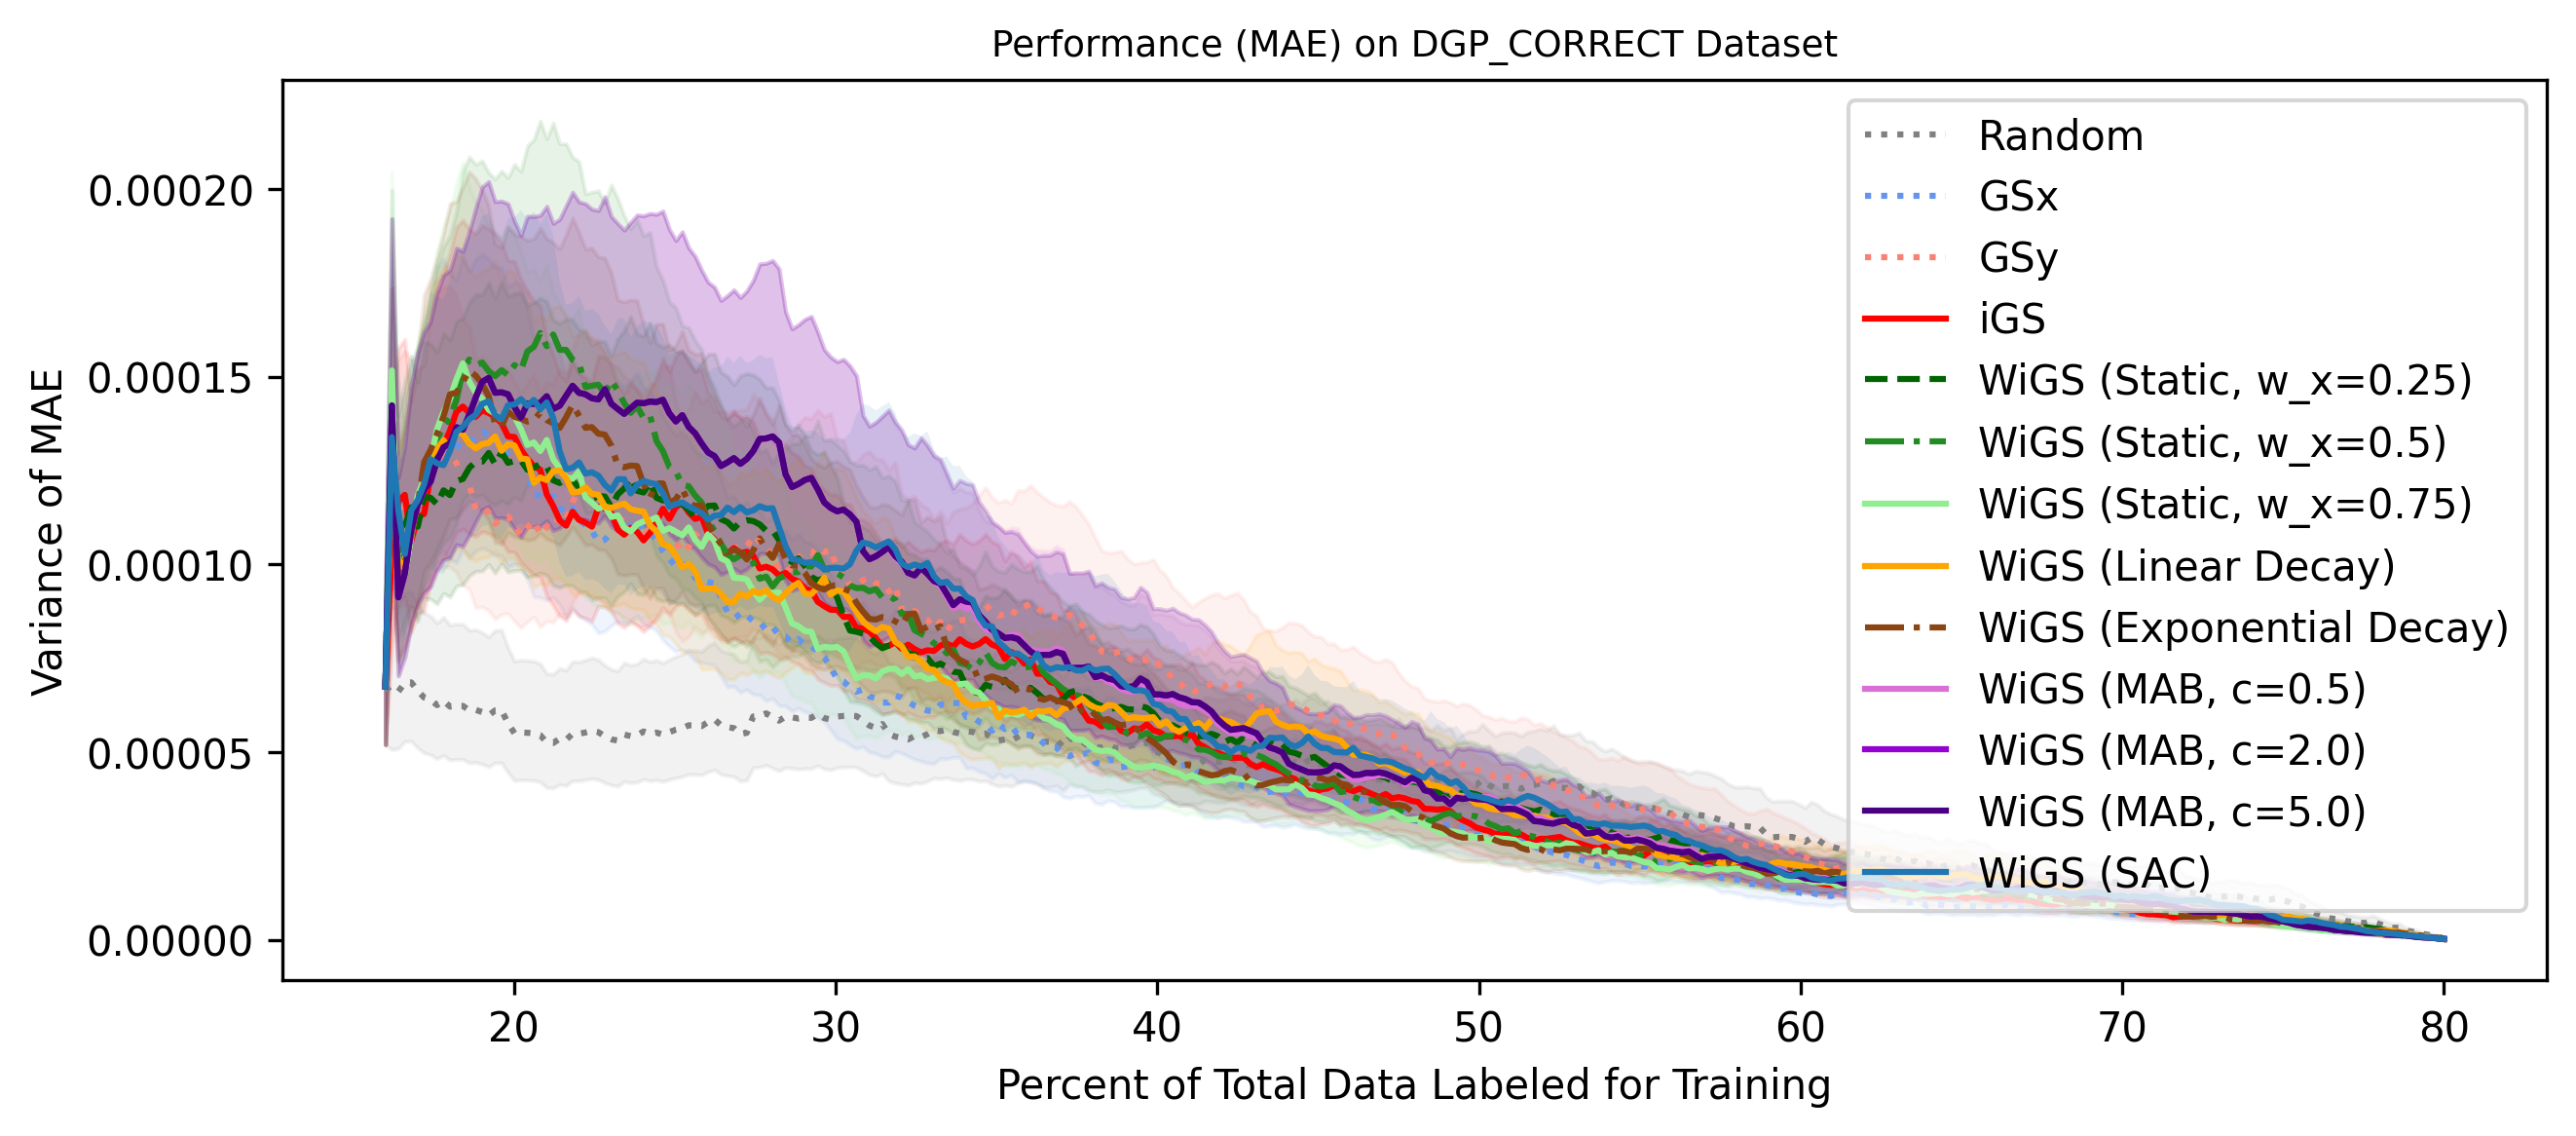 Performance (MAE) on DGP_CORRECT Dataset
Variance of MAE
0.00020
0.00015
0.00010
0.00005
0.00000
20 30 40 50 60 70 80
Percent of Total Data Labeled for Training
Random
GSx
GSy
iGS
WiGS (Static, w_x=0.25)
WiGS (Static, w_x=0.5)
WiGS (Static, w_x=0.75)
WiGS (Linear Decay)
WiGS (Exponential Decay)
WiGS (MAB, c=0.5)
WiGS (MAB, c=2.0)
WiGS (MAB, c=5.0)
WiGS (SAC)